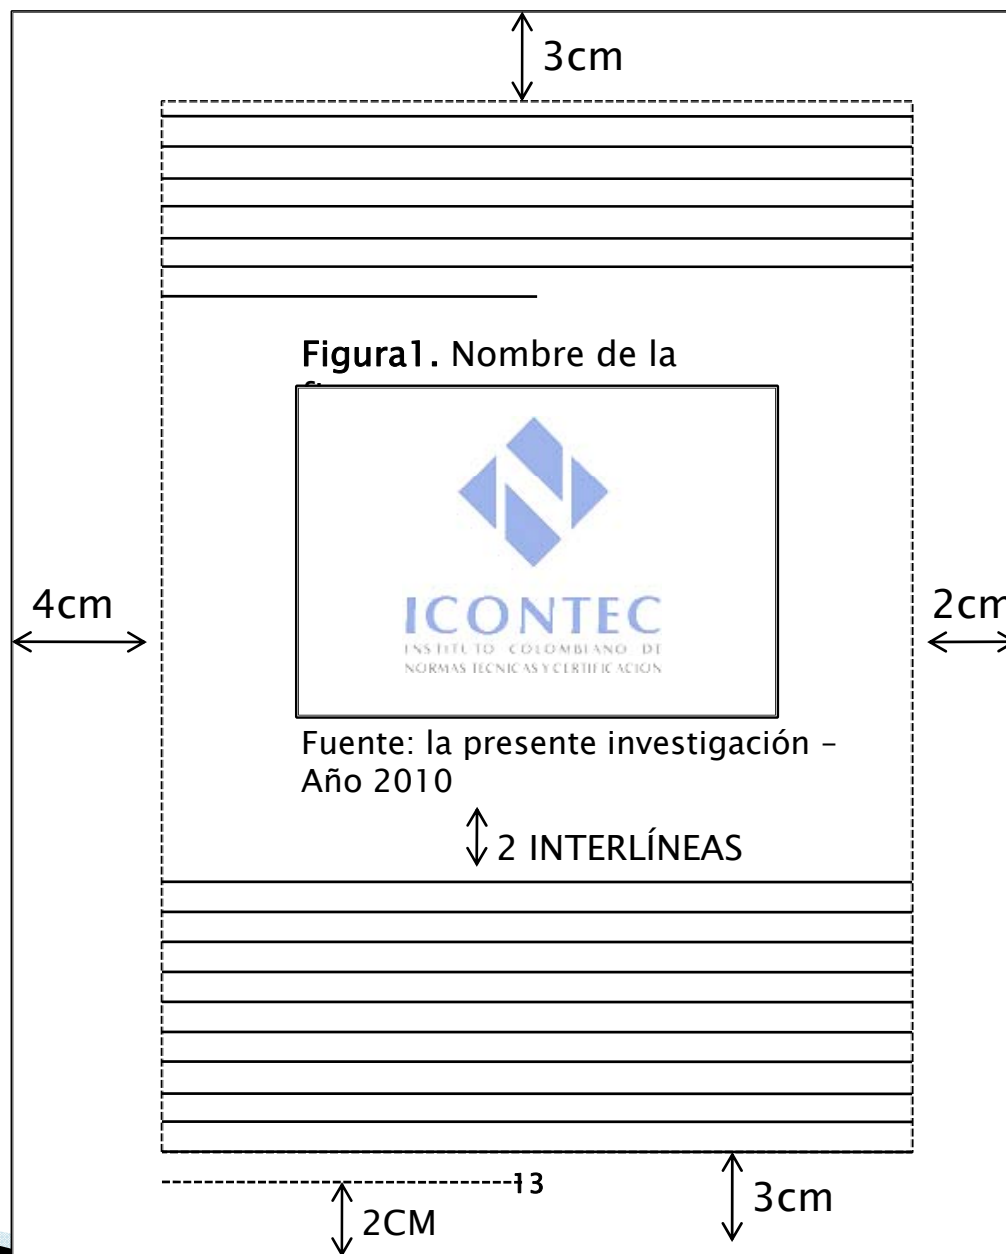 3cm
Figura1. Nombre de la
ICONTEC
INSTITUTO COLOMBIANO DE
NORMAS TECNICAS Y CERTIFICACION
4cm
2cm
Fuente: la presente investigación –
Año 2010
2 INTERLÍNEAS
13
3cm
2CM